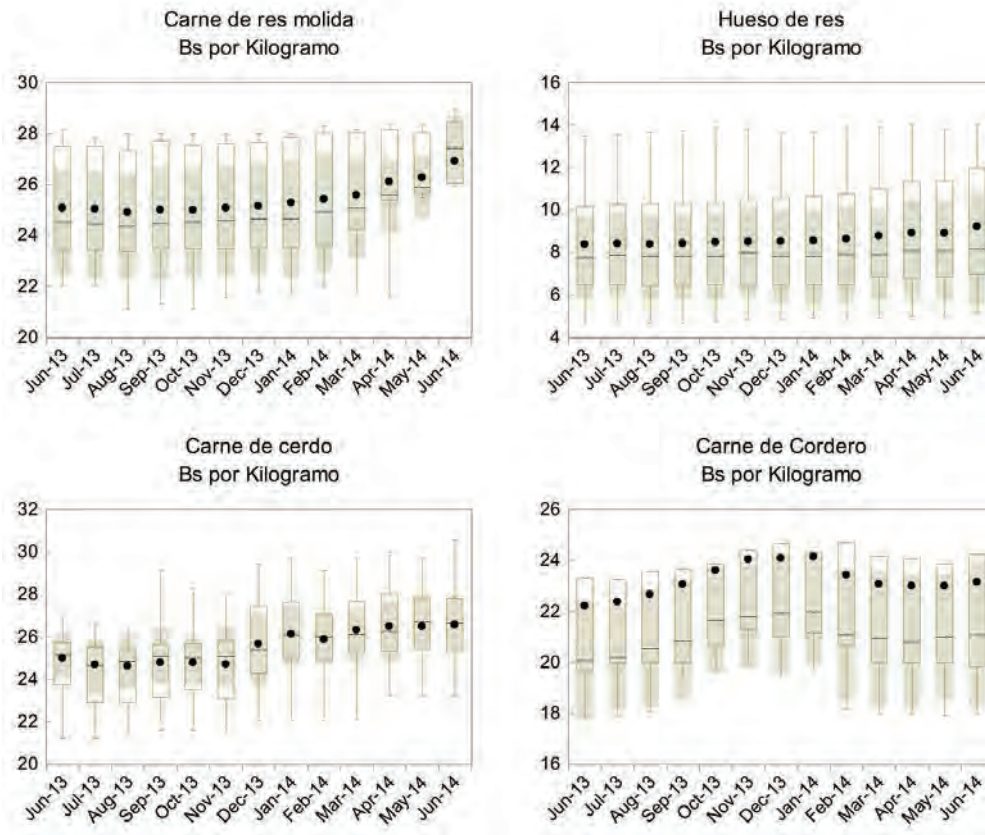 Carne de res molida
Bs por Kilogramo
30
28
26
24
22
20
Jun-13
Jul-13
Aug-13
Sep-13
Oct-13
Nov-13
Dec-13
Jan-14
Feb-14
Mar-14
Apr-14
May-14
Jun-14
Hueso de res
Bs por Kilogramo
16
14
12
10
8
6
4
Jun-13
Jul-13
Aug-13
Sep-13
Oct-13
Nov-13
Dec-13
Jan-14
Feb-14
Mar-14
Apr-14
May-14
Jun-14
Carne de cerdo
Bs por Kilogramo
32
30
28
26
24
22
20
Jun-13
Jul-13
Aug-13
Sep-13
Oct-13
Nov-13
Dec-13
Jan-14
Feb-14
Mar-14
Apr-14
May-14
Jun-14
Carne de Cordero
Bs por Kilogramo
26
24
22
20
18
16
Jun-13
Jul-13
Aug-13
Sep-13
Oct-13
Nov-13
Dec-13
Jan-14
Feb-14
Mar-14
Apr-14
May-14
Jun-14